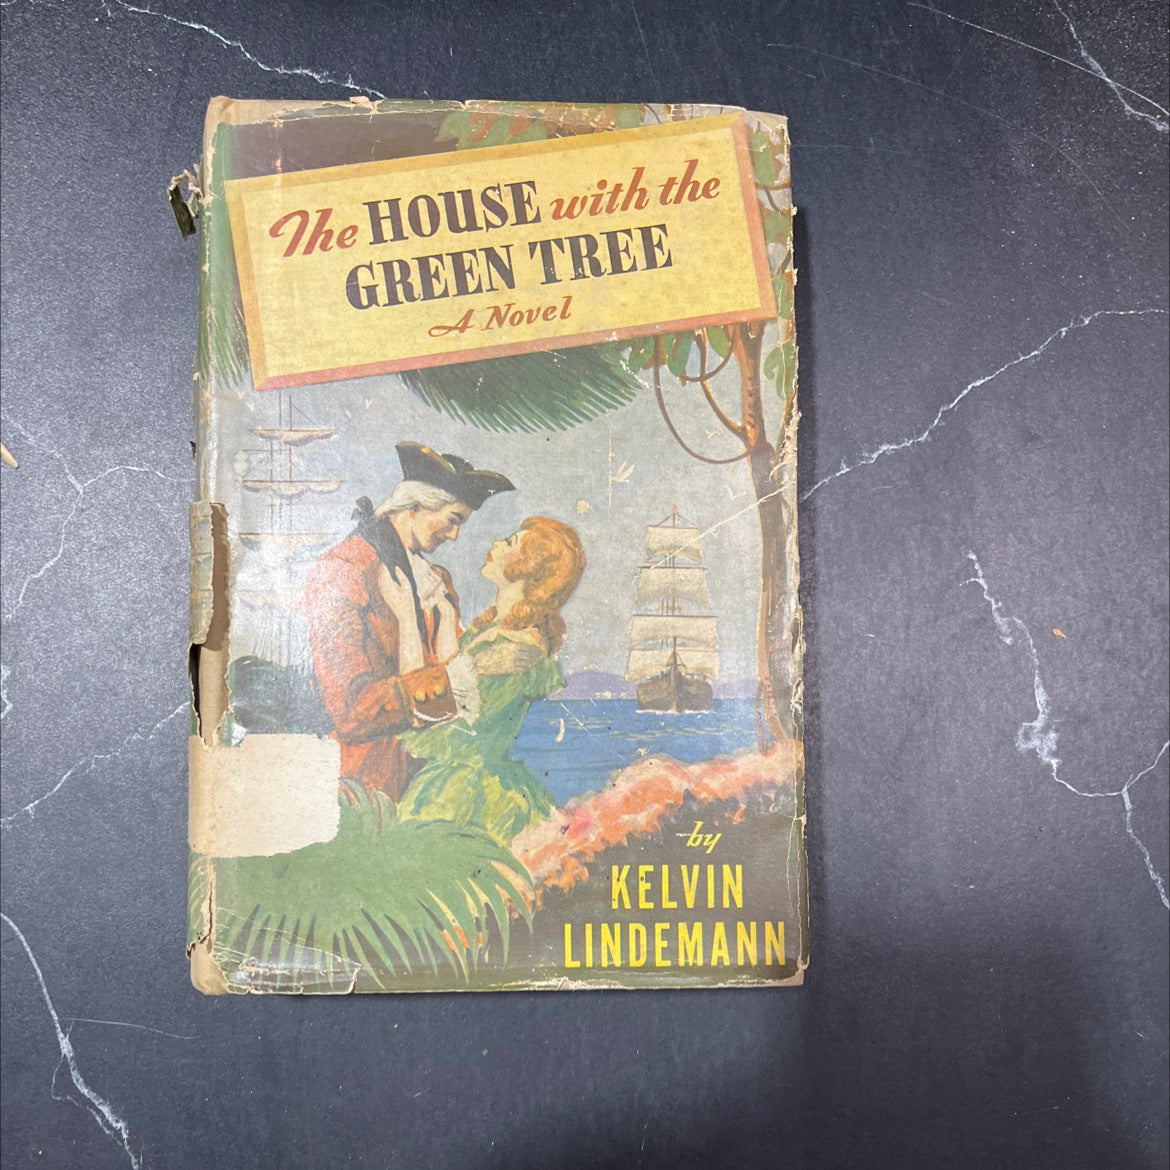 The HOUSE with the
GREEN TREE
A Novel
by
KELVIN
LINDEMANN